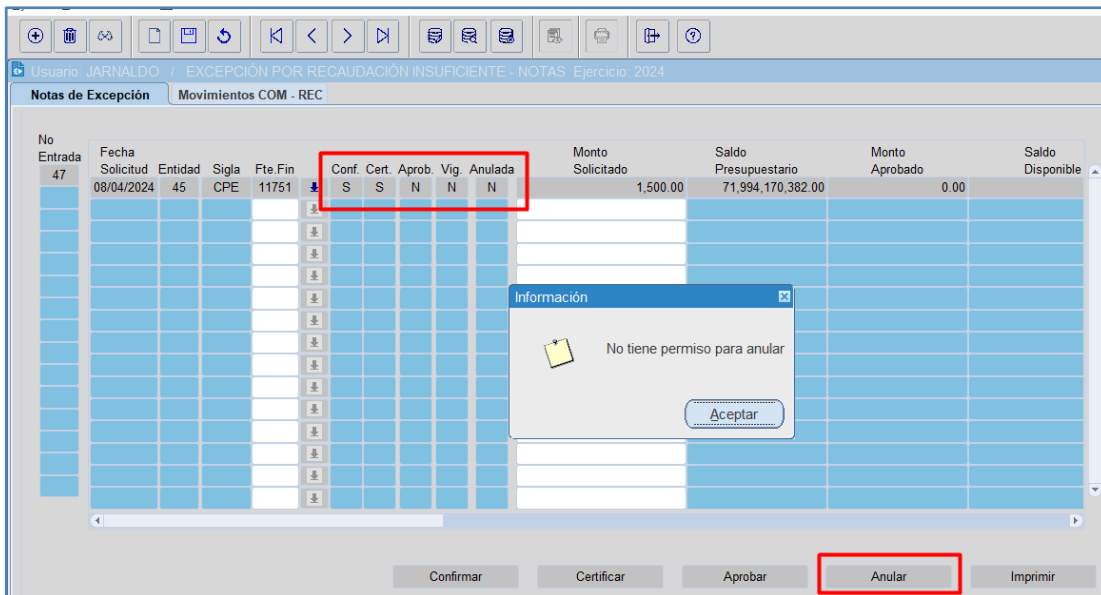 Usuario: JARNALDO / EXCEPCIÓN POR RECAUDACIÓN INSUFICIENTE - NOTAS Ejercicio: 2024
Notas de Excepción Movimientos COM - REC
No Entrada Fecha Solicitud Entidad Sigla Fte.Fin Conf. Cert. Aprob. Vig. Anulada Monto Solicitado Saldo Presupuestario Monto Aprobado Saldo Disponible
47 08/04/2024 45 CPE 11751 S S N N N 1,500.00 71,994,170,382.00 0.00
Información
No tiene permiso para anular
Aceptar
Confirmar Certificar Aprobar Anular Imprimir